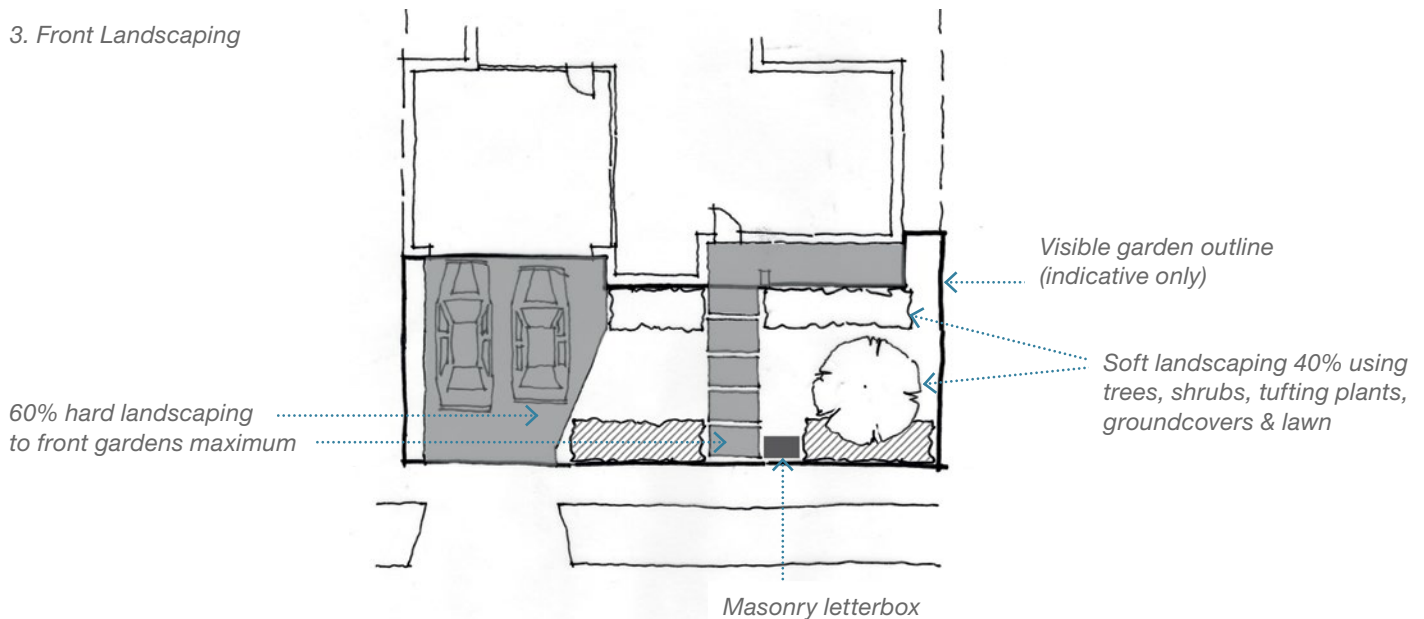 3. Front Landscaping
Visible garden outline
(indicative only)
Soft landscaping 40% using
trees, shrubs, tufting plants,
groundcovers & lawn
60% hard landscaping
to front gardens maximum
Masonry letterbox